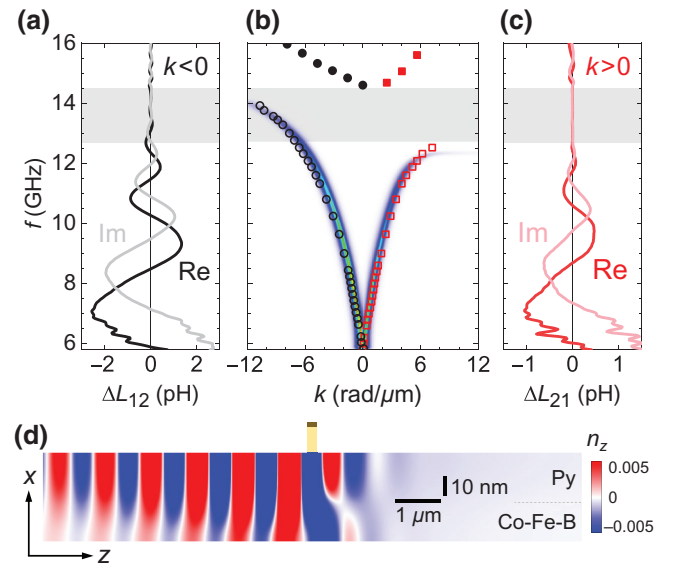 (a)
(b)
(c)
16
14
12
10
8
6
f (GHz)
k<0
Im
Re
−2 0 2
ΔL12 (pH)
−12 −6 0 6 12
k (rad/µm)
k>0
Im
Re
−1 0 1
ΔL21 (pH)
(d)
x
z
10 nm
1 µm
Py
Co-Fe-B
nz
0.005
0
−0.005